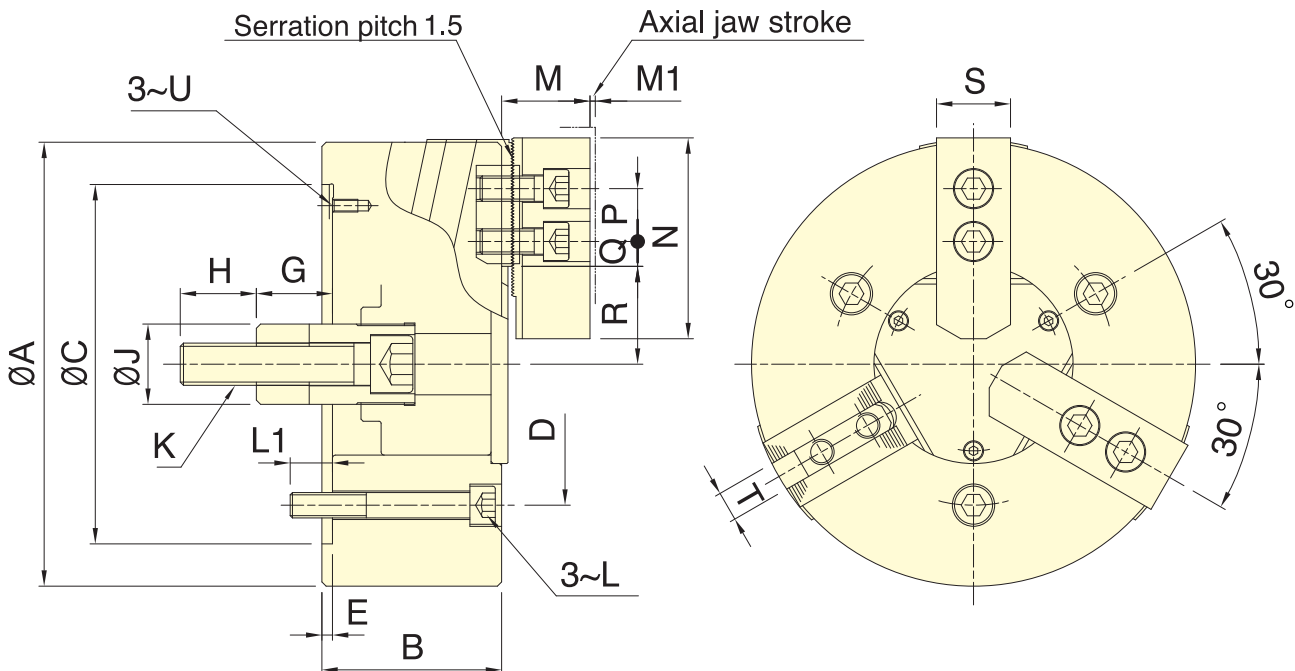 Serration pitch 1.5
Axial jaw stroke
3~U
M
M1
S
H
G
P
Q
N
R
ØA
ØC
ØJ
K
L1
D
3~L
E
B
T
30°
30°